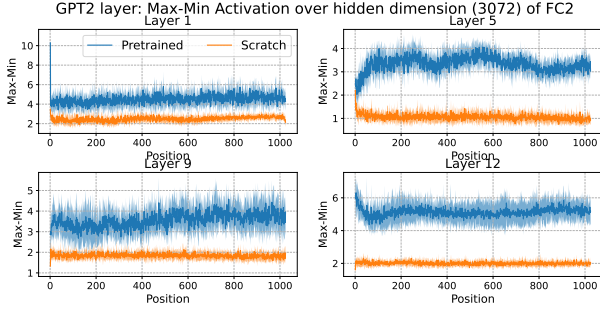 GPT2 layer: Max-Min Activation over hidden dimension (3072) of FC2
Layer 1
Layer 5
Max-Min
10
8
6
4
2
Pretrained
Scratch
0
200
400
600
800
1000
Position
Max-Min
4
3
2
1
0
200
400
600
800
1000
Position
Layer 9
Layer 12
Max-Min
5
4
3
2
1
0
200
400
600
800
1000
Position
Max-Min
6
4
2
0
200
400
600
800
1000
Position